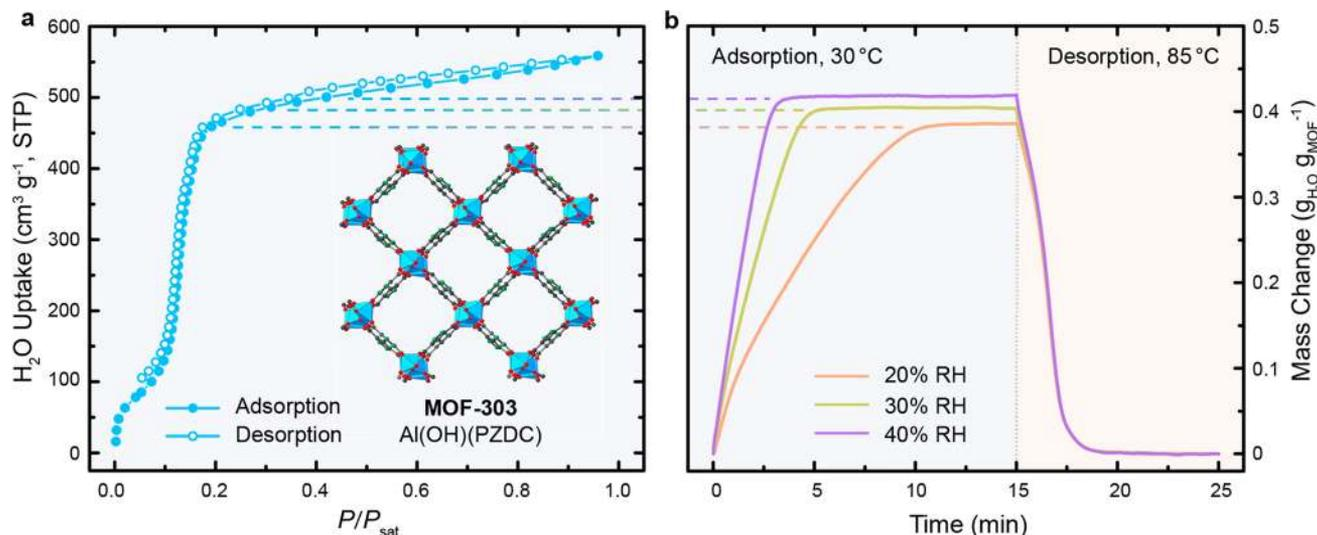 a
H₂O Uptake (cm³ g⁻¹, STP)
600
500
400
300
200
100
0
0.0 0.2 0.4 0.6 0.8 1.0
P/Pₛₐₜ
Adsorption
Desorption
MOF-303
Al(OH)(PZDC)
b
Adsorption, 30 °C
Desorption, 85 °C
20% RH
30% RH
40% RH
0 5 10 15 20 25
Time (min)
0.5
0.4
0.3
0.2
0.1
0
Mass Change (g_H₂O g_MOF⁻¹)